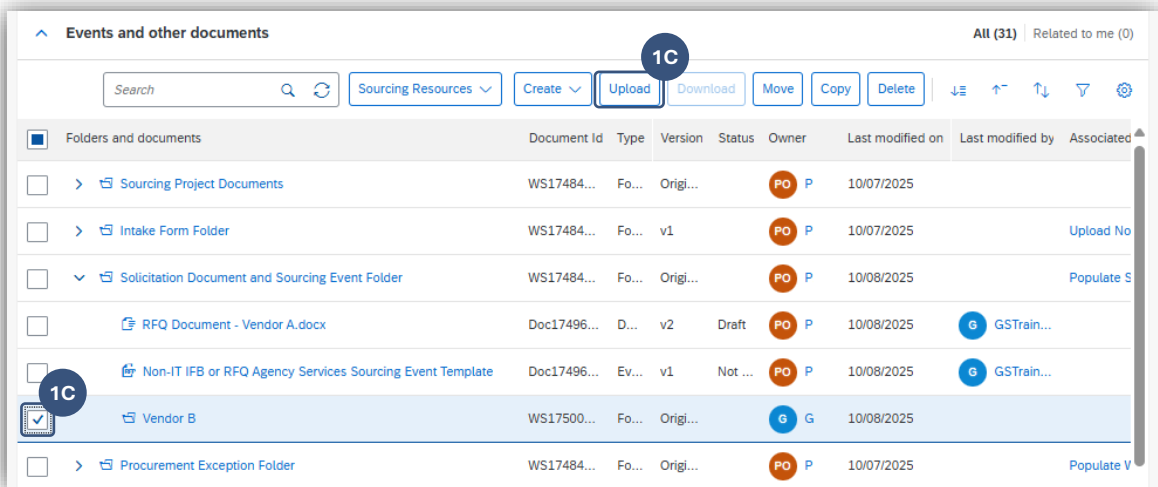 Events and other documents All (31) Related to me (0)
1C
Search Sourcing Resources Create Upload Download Move Copy Delete
Folders and documents Document Id Type Version Status Owner Last modified on Last modified by Associated
Sourcing Project Documents WS17484... Fo... Origi... PO P 10/07/2025
Intake Form Folder WS17484... Fo... v1 PO P 10/07/2025 Upload No
Solicitation Document and Sourcing Event Folder WS17484... Fo... Origi... PO P 10/08/2025 Populate S
RFQ Document - Vendor A.docx Doc17496... D... v2 Draft PO P 10/08/2025 G GSTrain...
Non-IT IFB or RFQ Agency Services Sourcing Event Template Doc17496... Ev... v1 Not ... PO P 10/08/2025 G GSTrain...
1C
Vendor B WS17500... Fo... Origi... G G 10/08/2025
Procurement Exception Folder WS17484... Fo... Origi... PO P 10/07/2025 Populate W